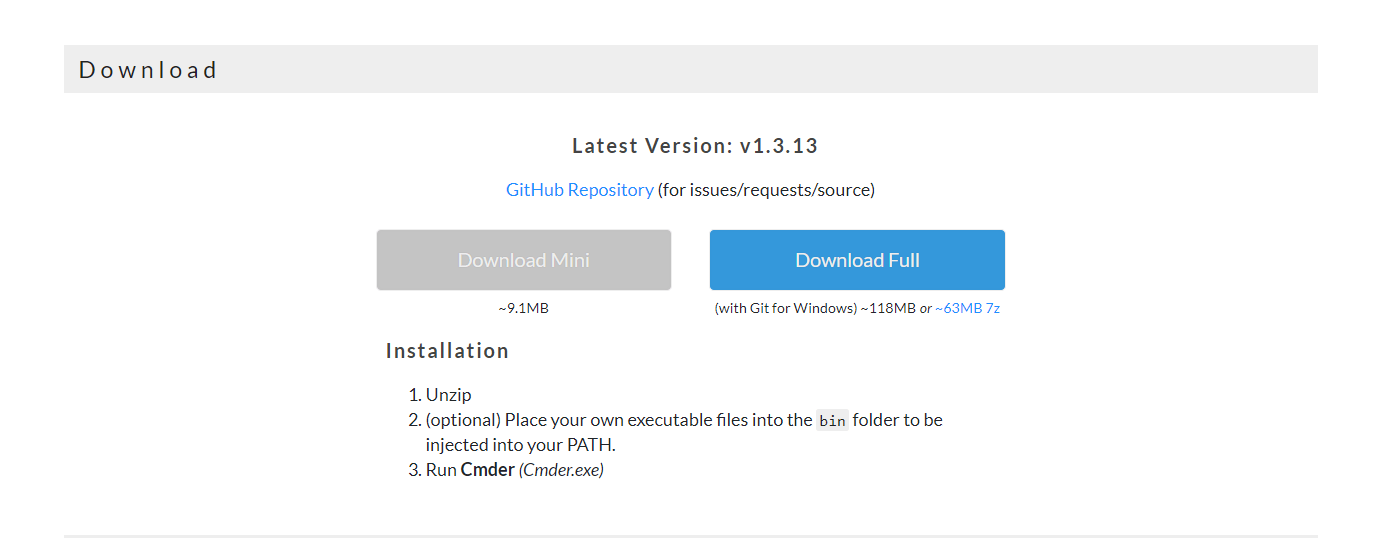 Download
Latest Version: v1.3.13
GitHub Repository (for issues/requests/source)
Download Mini
Download Full
~9.1MB
(with Git for Windows) ~118MB or ~63MB 7z
Installation
1. Unzip
2. (optional) Place your own executable files into the bin folder to be
injected into your PATH.
3. Run Cmder (Cmder.exe)